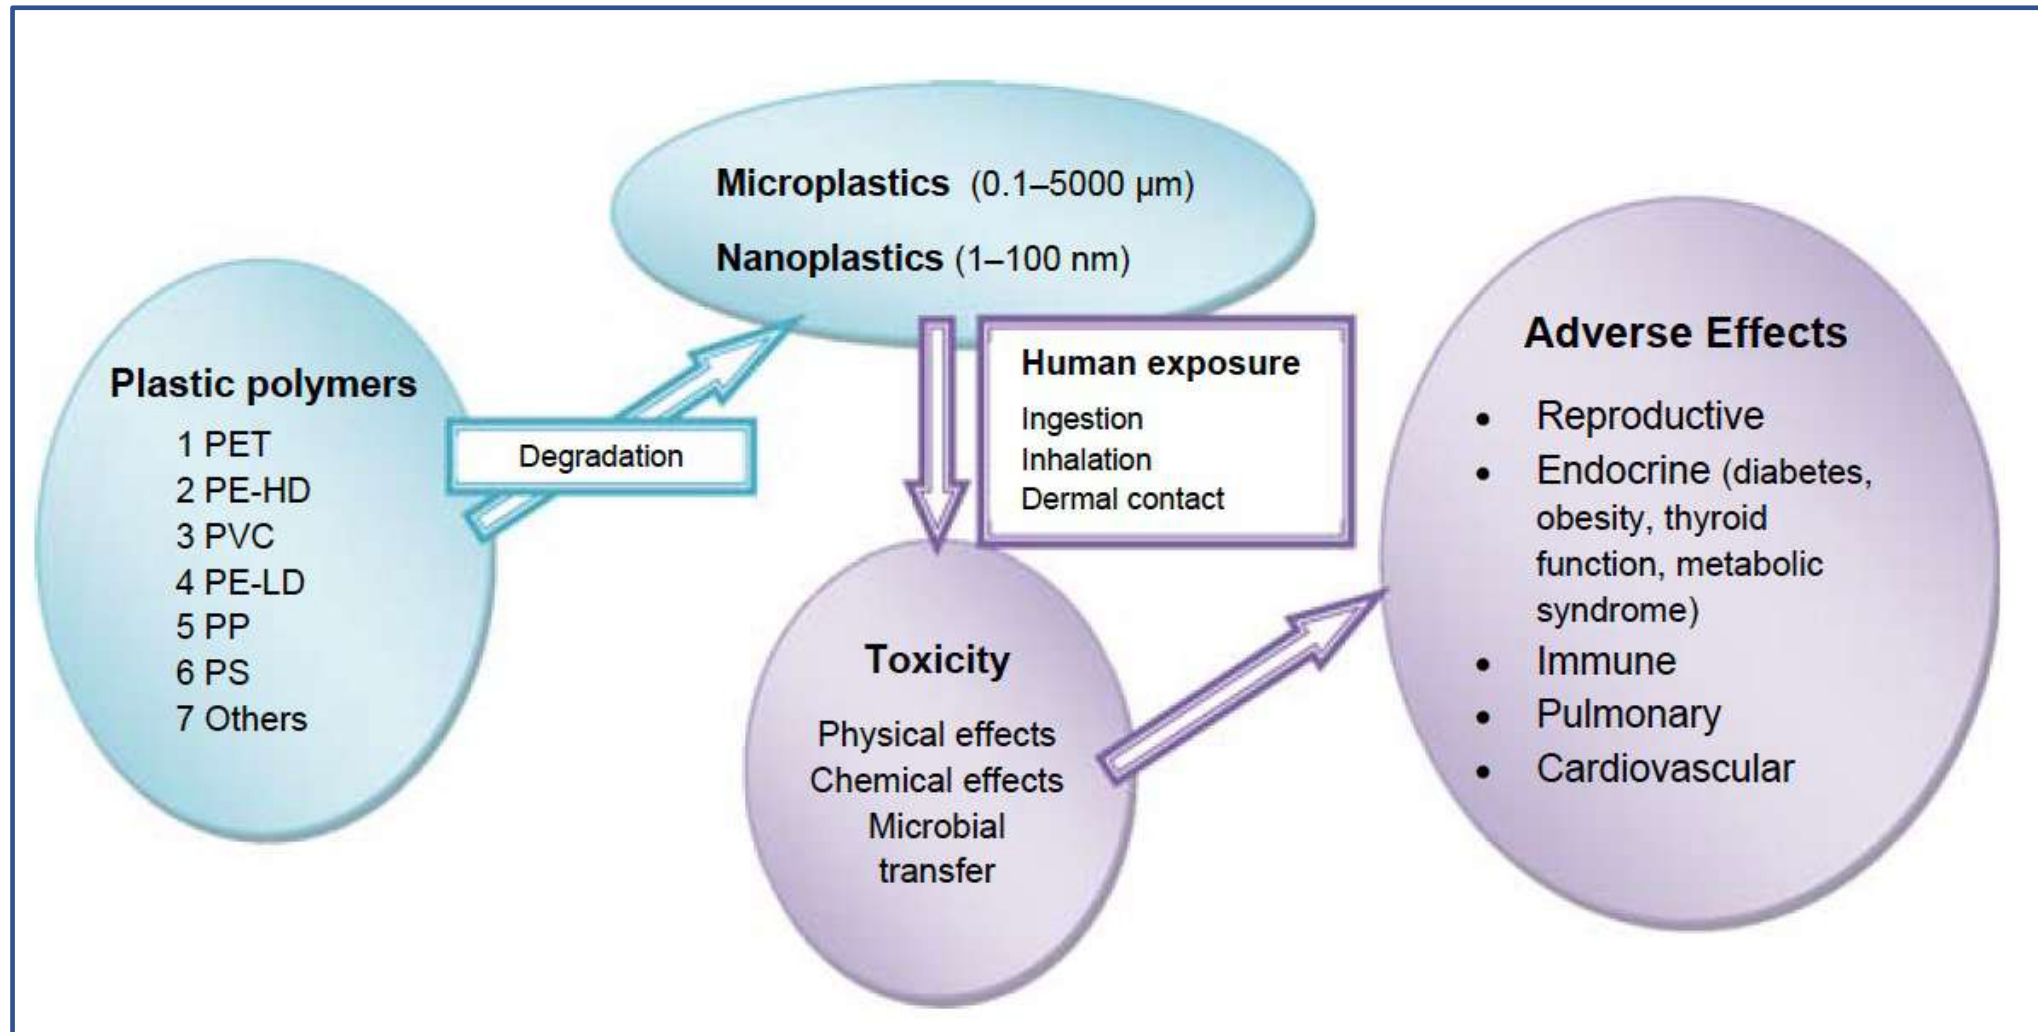 Microplastics (0.1–5000 µm)
Nanoplastics (1–100 nm)
Plastic polymers
1 PET
2 PE-HD
3 PVC
4 PE-LD
5 PP
6 PS
7 Others
Degradation
Human exposure
Ingestion
Inhalation
Dermal contact
Toxicity
Physical effects
Chemical effects
Microbial
transfer
Adverse Effects
• Reproductive
• Endocrine (diabetes,
obesity, thyroid
function, metabolic
syndrome)
• Immune
• Pulmonary
• Cardiovascular